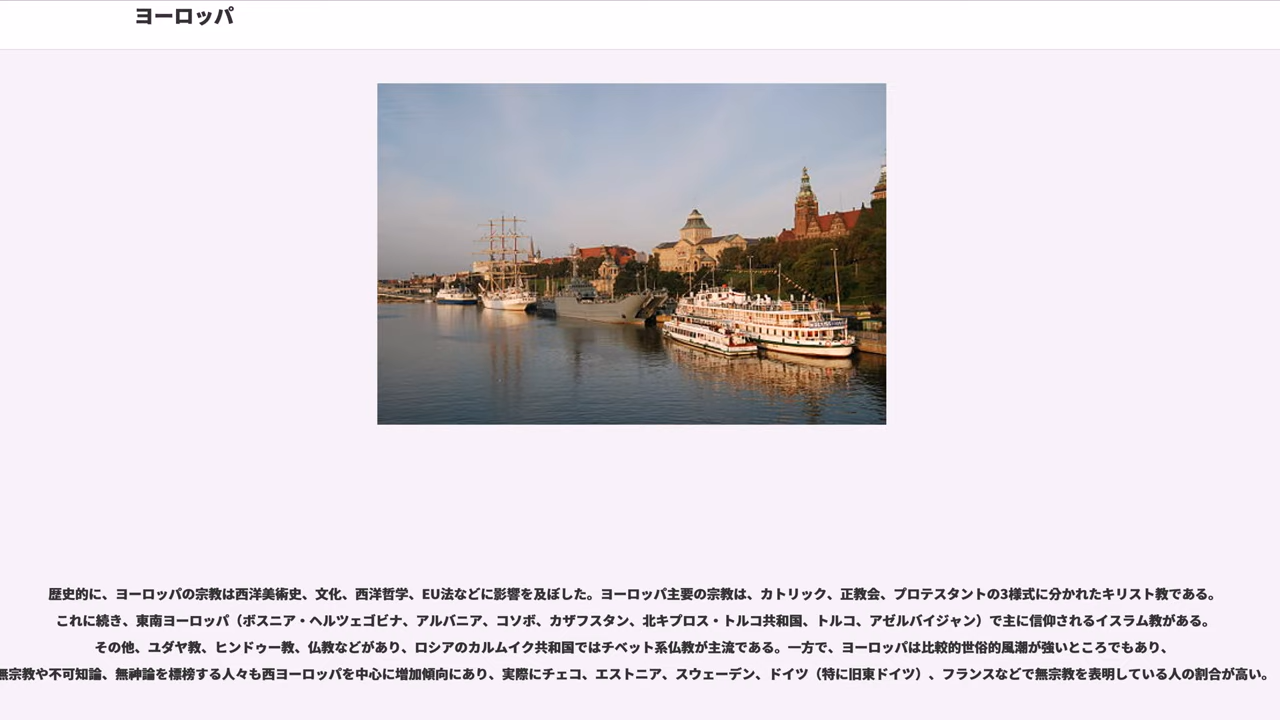 ヨーロッパ
歴史的に、ヨーロッパの宗教は西洋美術史、文化、西洋哲学、EU法などに影響を及ぼした。ヨーロッパ主要の宗教は、カトリック、正教会、プロテスタントの3様式に分かれたキリスト教である。
これに続き、東南ヨーロッパ（ボスニア・ヘルツェゴビナ、アルバニア、コソボ、カザフスタン、北キプロス・トルコ共和国、トルコ、アゼルバイジャン）で主に信仰されるイスラム教がある。
その他、ユダヤ教、ヒンドゥー教、仏教などがあり、ロシアのカルムイク共和国ではチベット系仏教が主流である。一方で、ヨーロッパは比較的世俗的風潮が強いところでもあり、
無宗教や不可知論、無神論を標榜する人々も西ヨーロッパを中心に増加傾向にあり、実際にチェコ、エストニア、スウェーデン、ドイツ（特に旧東ドイツ）、フランスなどで無宗教を表明している人の割合が高い。